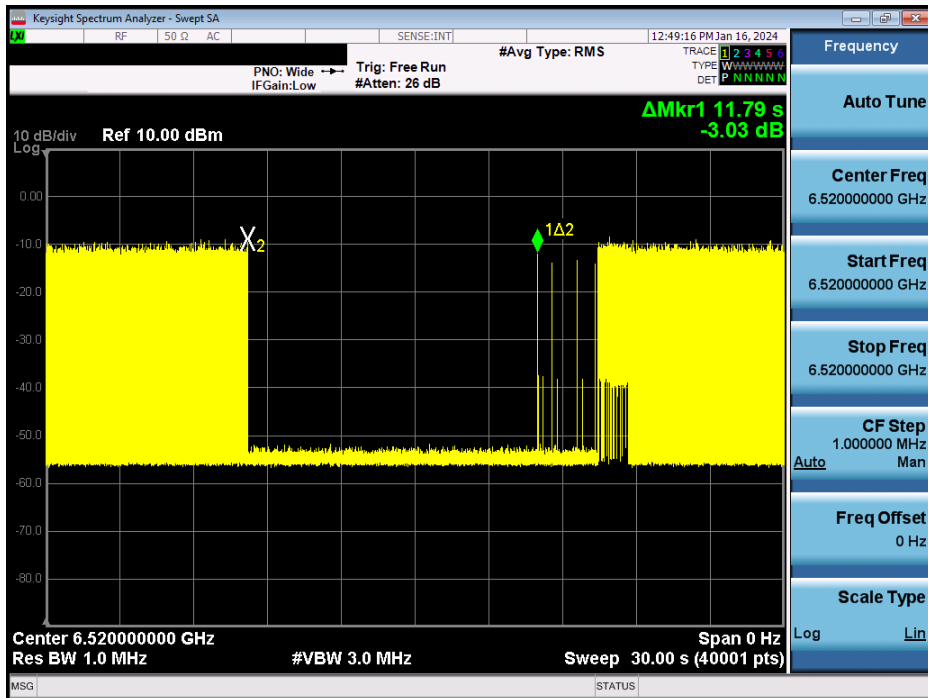 Keysight Spectrum Analyzer - Swept SA
LXI RF 50 Ω AC SENSE:INT 12:49:16 PM Jan 16, 2024
#Avg Type: RMS TRACE 1 2 3 4 5 6
PNO: Wide Trig: Free Run TYPE WWWWWW
IFGain:Low #Atten: 26 dB DET P N N N N N
ΔMkr1 11.79 s
-3.03 dB
10 dB/div Ref 10.00 dBm
Log
0.00
-10.0
-20.0
-30.0
-40.0
-50.0
-60.0
-70.0
-80.0
X2
1Δ2
Center 6.520000000 GHz Span 0 Hz
Res BW 1.0 MHz #VBW 3.0 MHz Sweep 30.00 s (40001 pts)
MSG STATUS
Frequency
Auto Tune
Center Freq
6.520000000 GHz
Start Freq
6.520000000 GHz
Stop Freq
6.520000000 GHz
CF Step
1.000000 MHz
Auto Man
Freq Offset
0 Hz
Scale Type
Log Lin